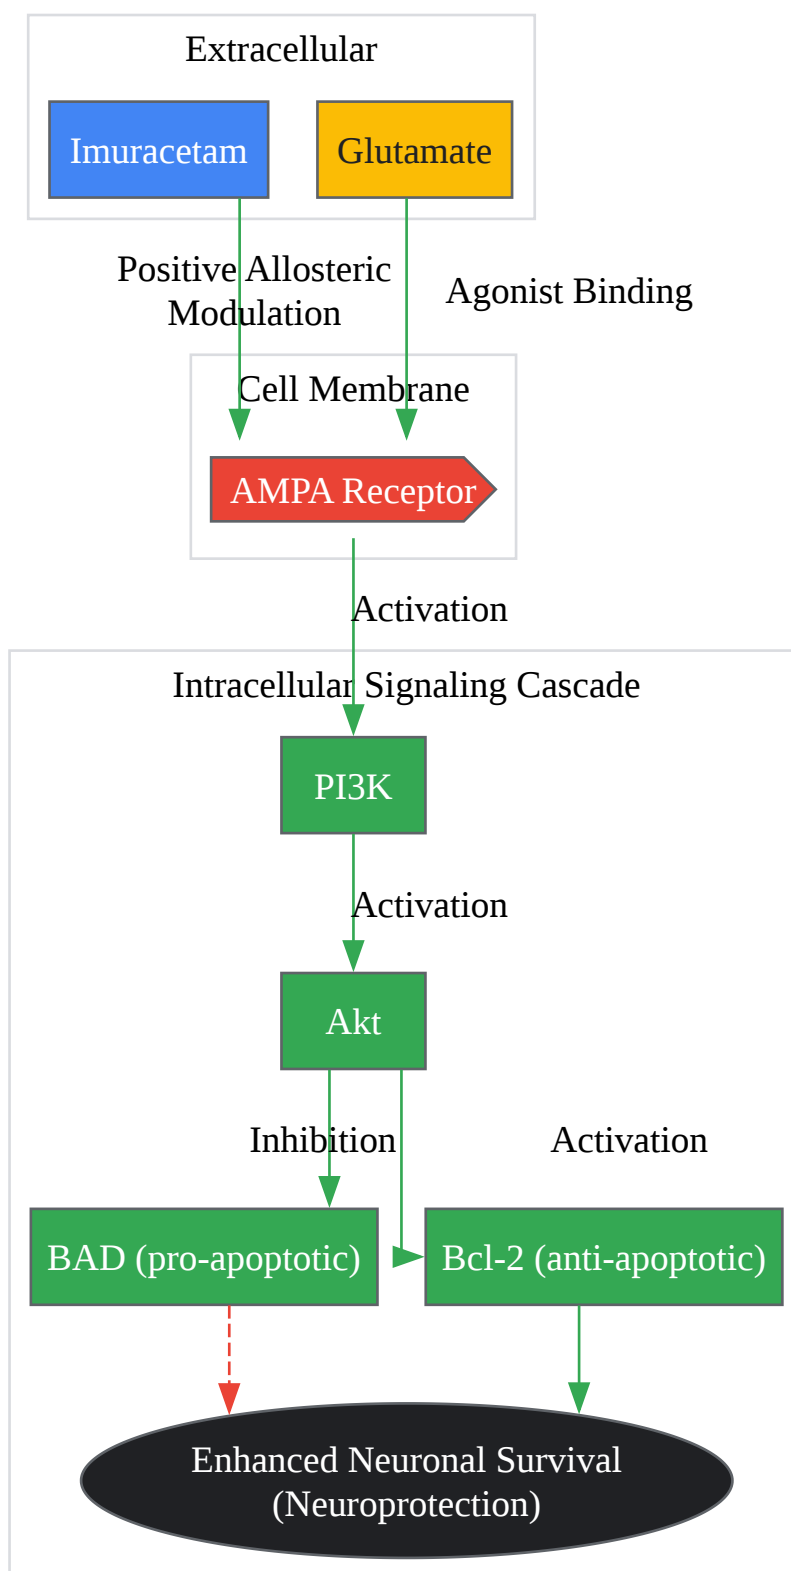 Extracellular
Imuracetam
Glutamate
Positive Allosteric
Modulation
Agonist Binding
Cell Membrane
AMPA Receptor
Activation
Intracellular Signaling Cascade
PI3K
Activation
Akt
Inhibition
Activation
BAD (pro-apoptotic)
Bcl-2 (anti-apoptotic)
Enhanced Neuronal Survival
(Neuroprotection)